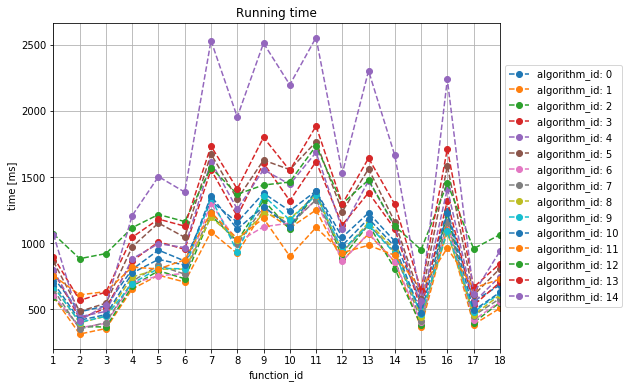 Running time
time [ms]
2500
2000
1500
1000
500
1 2 3 4 5 6 7 8 9 10 11 12 13 14 15 16 17 18
function_id
algorithm_id: 0
algorithm_id: 1
algorithm_id: 2
algorithm_id: 3
algorithm_id: 4
algorithm_id: 5
algorithm_id: 6
algorithm_id: 7
algorithm_id: 8
algorithm_id: 9
algorithm_id: 10
algorithm_id: 11
algorithm_id: 12
algorithm_id: 13
algorithm_id: 14